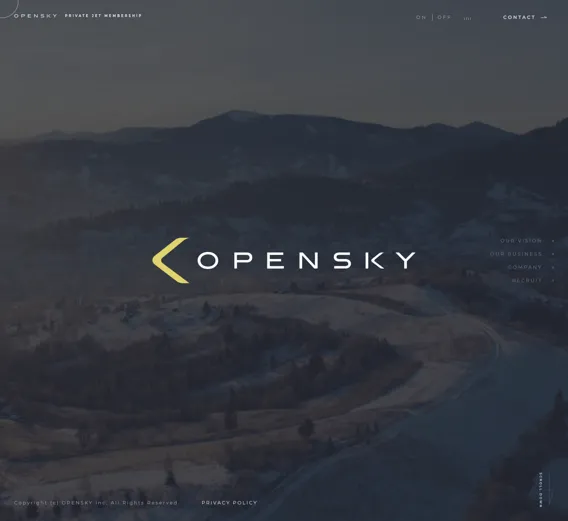 OPENSKY PRIVATE JET MEMBERSHIP
ON | OFF
CONTACT
OPENSKY
OUR VISION
OUR BUSINESS
COMPANY
RECRUIT
SCROLL DOWN
Copyright (c) OPENSKY Inc. All Rights Reserved.
PRIVACY POLICY